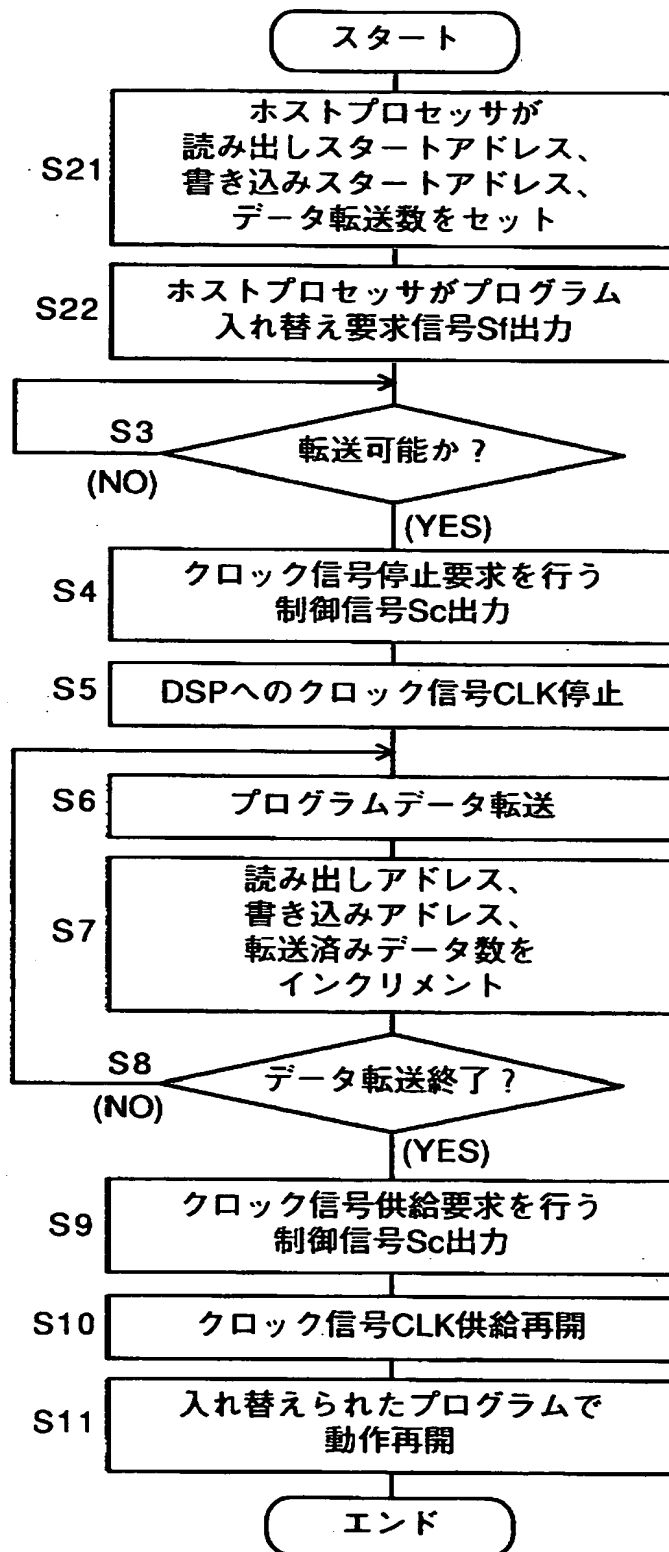 スタート
S21
ホストプロセッサが
読み出しスタートアドレス、
書き込みスタートアドレス、
データ転送数をセット
S22
ホストプロセッサがプログラム
入れ替え要求信号Sf出力
S3
転送可能か？
(NO)
(YES)
S4
クロック信号停止要求を行う
制御信号Sc出力
S5
DSPへのクロック信号CLK停止
S6
プログラムデータ転送
S7
読み出しアドレス、
書き込みアドレス、
転送済みデータ数を
インクリメント
S8
データ転送終了？
(NO)
(YES)
S9
クロック信号供給要求を行う
制御信号Sc出力
S10
クロック信号CLK供給再開
S11
入れ替えられたプログラムで
動作再開
エンド